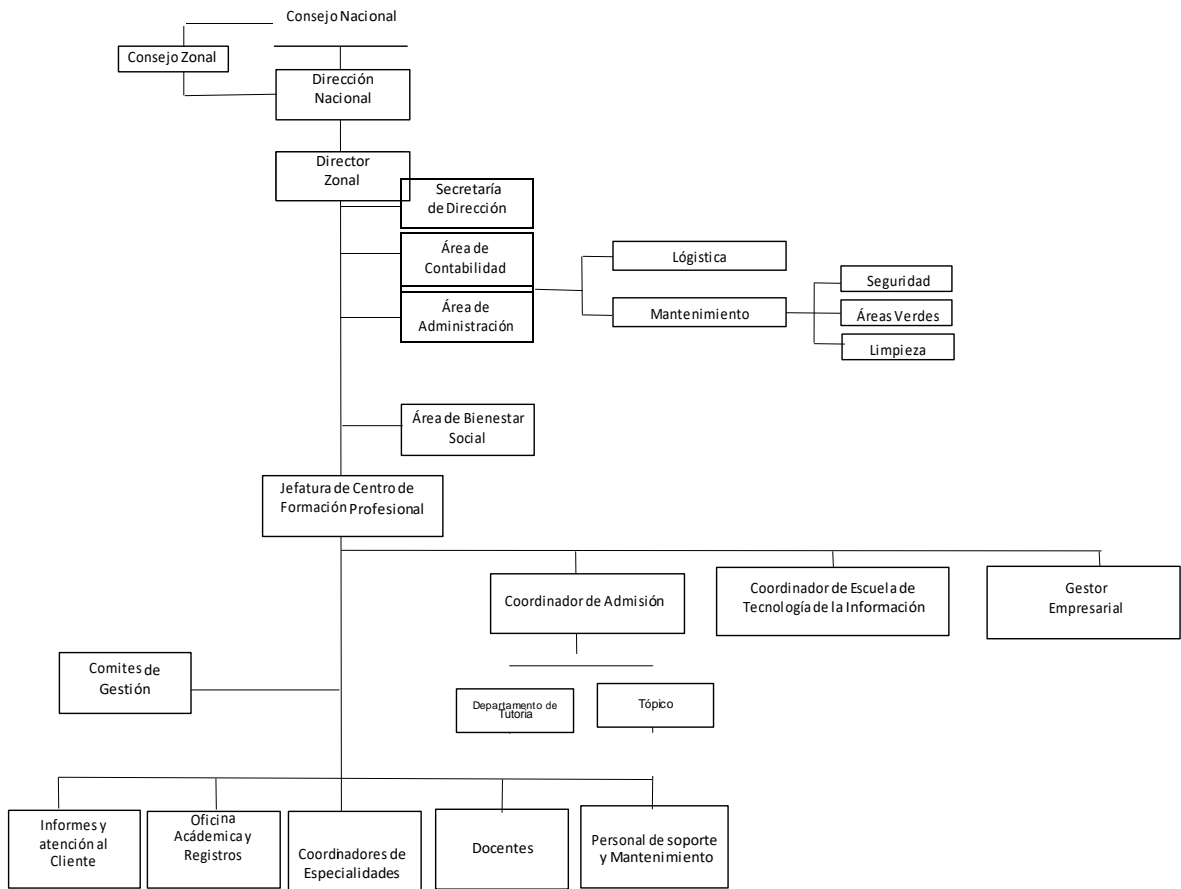 Consejo Nacional
Consejo Zonal
Dirección
Nacional
Director
Zonal
Secretaría
de Dirección
Área de
Contabilidad
Lógistica
Seguridad
Área de
Administración
Mantenimiento
Áreas Verdes
Limpieza
Área de Bienestar
Social
Jefatura de Centro de
Formación Profesional
Coordinador de Admisión
Coordinador de Escuela de
Tecnología de la Información
Gestor
Empresarial
Comites de
Gestión
Departamento de
Tutoria
Tópico
Informes y
atención al
Cliente
Oficina
Acádemica y
Registros
Coordinadores de
Especialidades
Docentes
Personal de soporte
y Mantenimiento